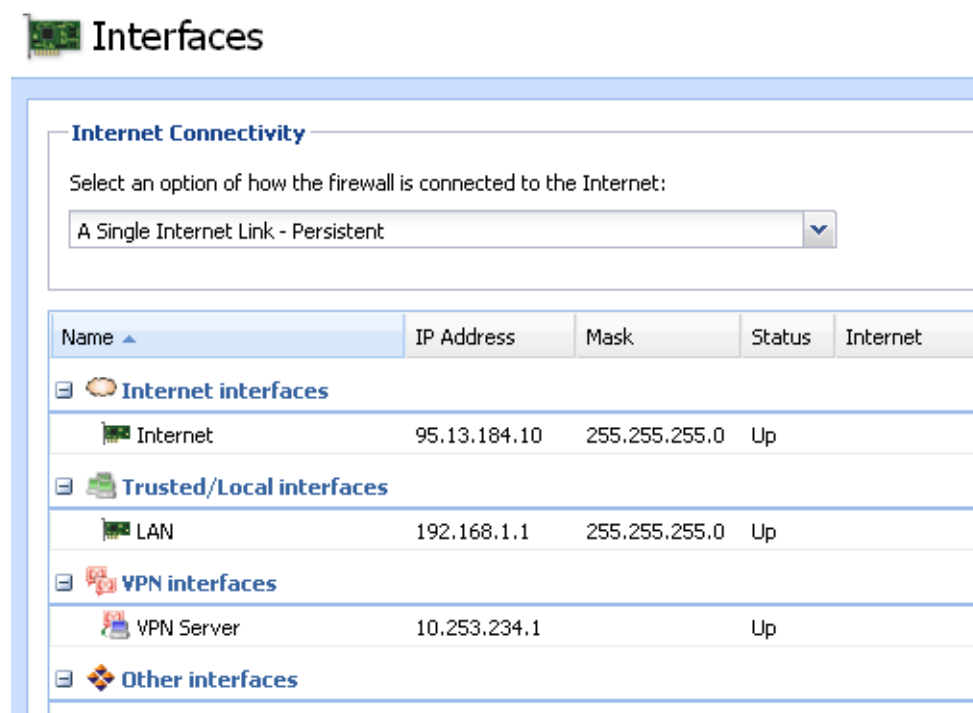 Interfaces
Internet Connectivity
Select an option of how the firewall is connected to the Internet:
A Single Internet Link - Persistent
Name IP Address Mask Status Internet
Internet interfaces
Internet 95.13.184.10 255.255.255.0 Up
Trusted/Local interfaces
LAN 192.168.1.1 255.255.255.0 Up
VPN interfaces
VPN Server 10.253.234.1 Up
Other interfaces